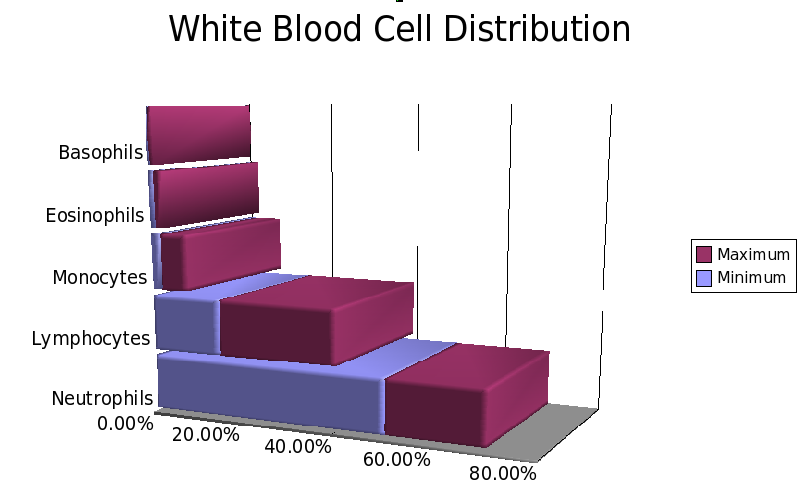 White Blood Cell Distribution
Basophils
Eosinophils
Monocytes
Lymphocytes
Neutrophils
0.00%
20.00%
40.00%
60.00%
80.00%
Maximum
Minimum